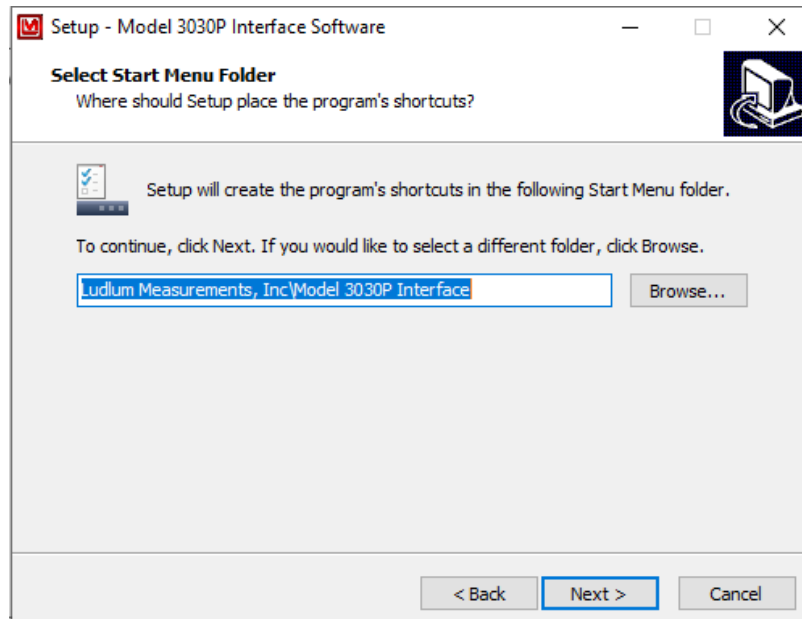 Setup - Model 3030P Interface Software
Select Start Menu Folder
Where should Setup place the program's shortcuts?
Setup will create the program's shortcuts in the following Start Menu folder.
To continue, click Next. If you would like to select a different folder, click Browse.
Ludlum Measurements, Inc\Model 3030P Interface
Browse...
< Back
Next >
Cancel